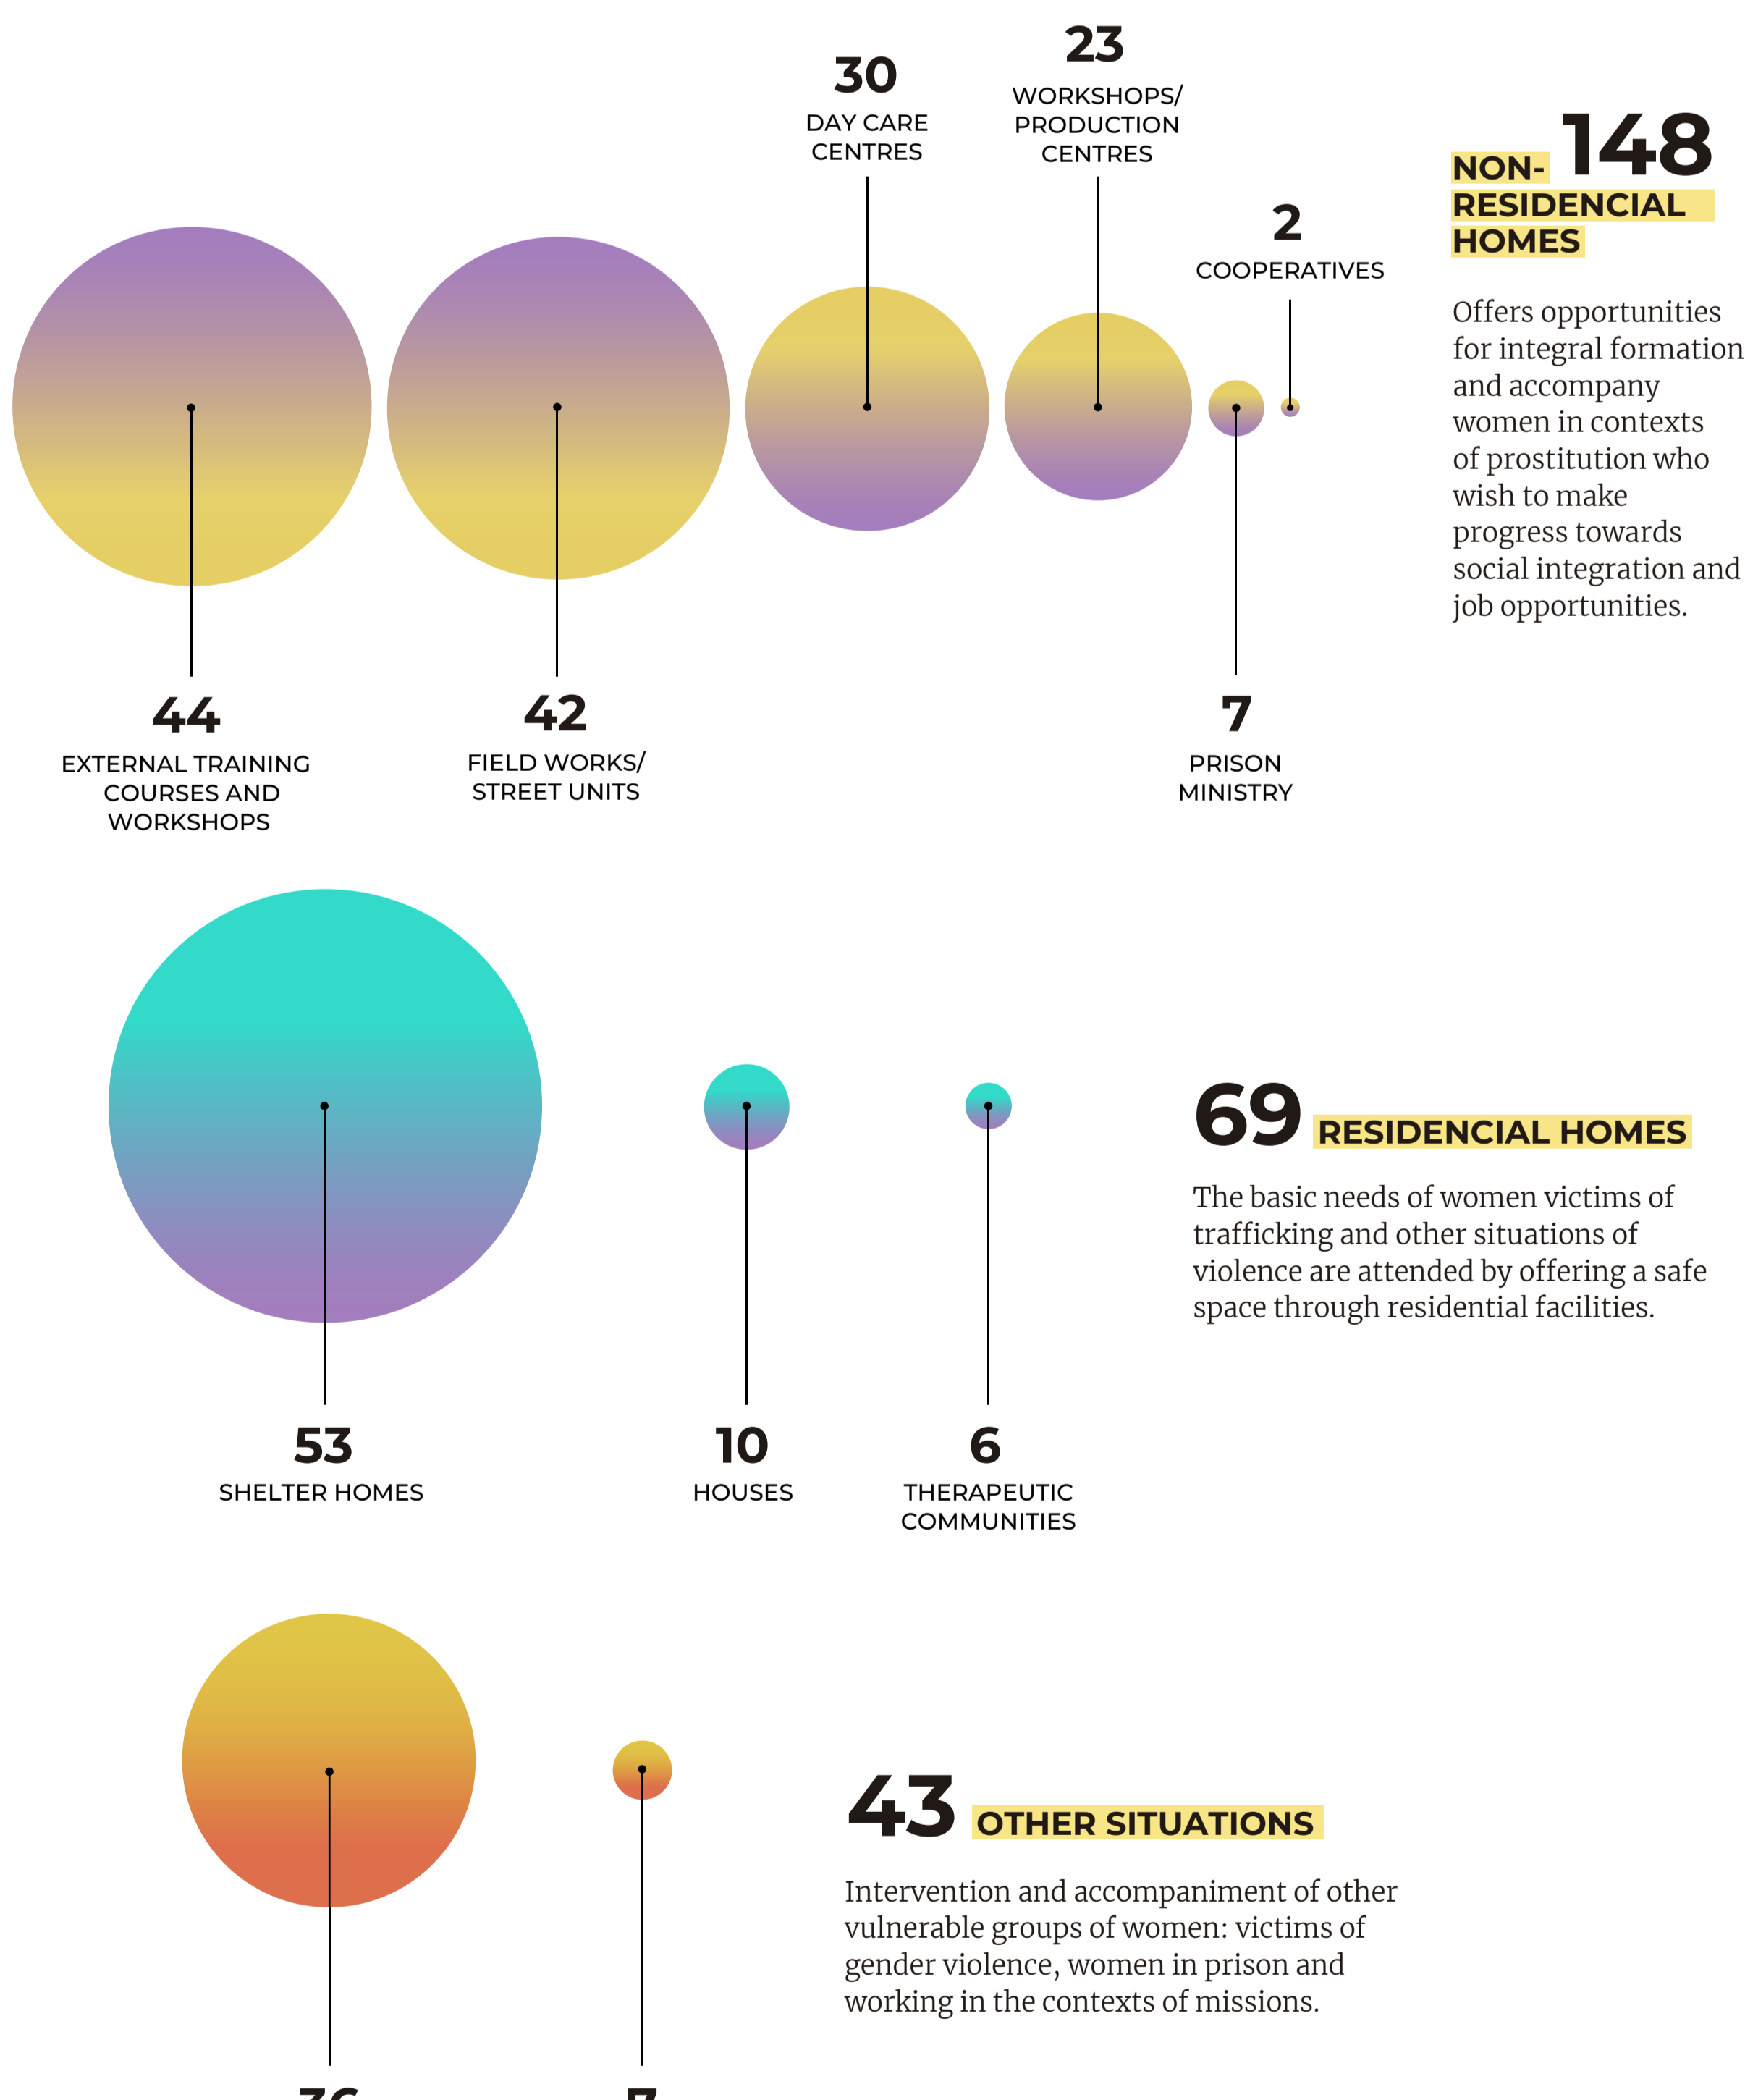 30
DAY CARE
CENTRES
23
WORKSHOPS/
PRODUCTION
CENTRES
2
COOPERATIVES
44
EXTERNAL TRAINING
COURSES AND
WORKSHOPS
42
FIELD WORKS/
STREET UNITS
7
PRISON
MINISTRY
NON- 148
RESIDENCIAL
HOMES
Offers opportunities
for integral formation
and accompany
women in contexts
of prostitution who
wish to make
progress towards
social integration and
job opportunities.
53
SHELTER HOMES
10
HOUSES
6
THERAPEUTIC
COMMUNITIES
69 RESIDENCIAL HOMES
The basic needs of women victims of
trafficking and other situations of
violence are attended by offering a safe
space through residential facilities.
43 OTHER SITUATIONS
Intervention and accompaniment of other
vulnerable groups of women: victims of
gender violence, women in prison and
working in the contexts of missions.
36
7